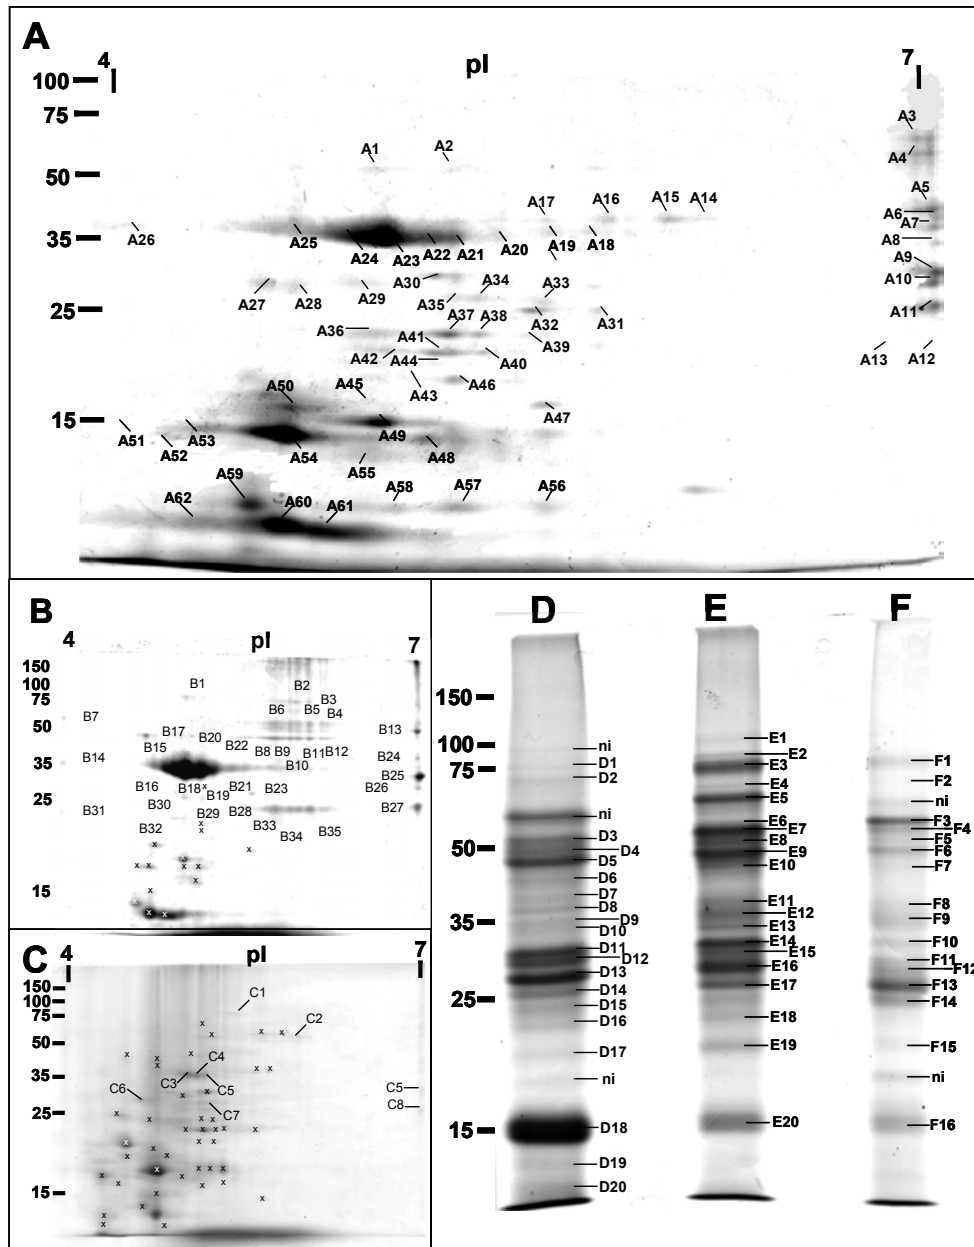 A
4
pI
7
100
75
50
35
25
15
A1
A2
A3
A4
A5
A6
A7
A8
A9
A10
A11
A12
A13
A14
A15
A16
A17
A18
A19
A20
A21
A22
A23
A24
A25
A26
A27
A28
A29
A30
A31
A32
A33
A34
A35
A36
A37
A38
A39
A40
A41
A42
A43
A44
A45
A46
A47
A48
A49
A50
A51
A52
A53
A54
A55
A56
A57
A58
A59
A60
A61
A62
B
4
pI
7
150
100
75
50
35
25
15
B1
B2
B3
B4
B5
B6
B7
B8
B9
B10
B11
B12
B13
B14
B15
B16
B17
B18
B19
B20
B21
B22
B23
B24
B25
B26
B27
B28
B29
B30
B31
B32
B33
B34
B35
x x x x x x x x x x x x x x x
C
4
pI
7
150
100
75
50
35
25
15
C1
C2
C3
C4
C5
C6
C7
C5
C8
D
E
F
150
100
75
50
35
25
15
ni
D1
D2
ni
D3
D4
D5
D6
D7
D8
D9
D10
D11
D12
D13
D14
D15
D16
D17
ni
D18
D19
D20
E1
E2
E3
E4
E5
E6
E7
E8
E9
E10
E11
E12
E13
E14
E15
E16
E17
E18
E19
E20
F1
F2
ni
F3
F4
F5
F6
F7
F8
F9
F10
F11
F12
F13
F14
F15
ni
F16